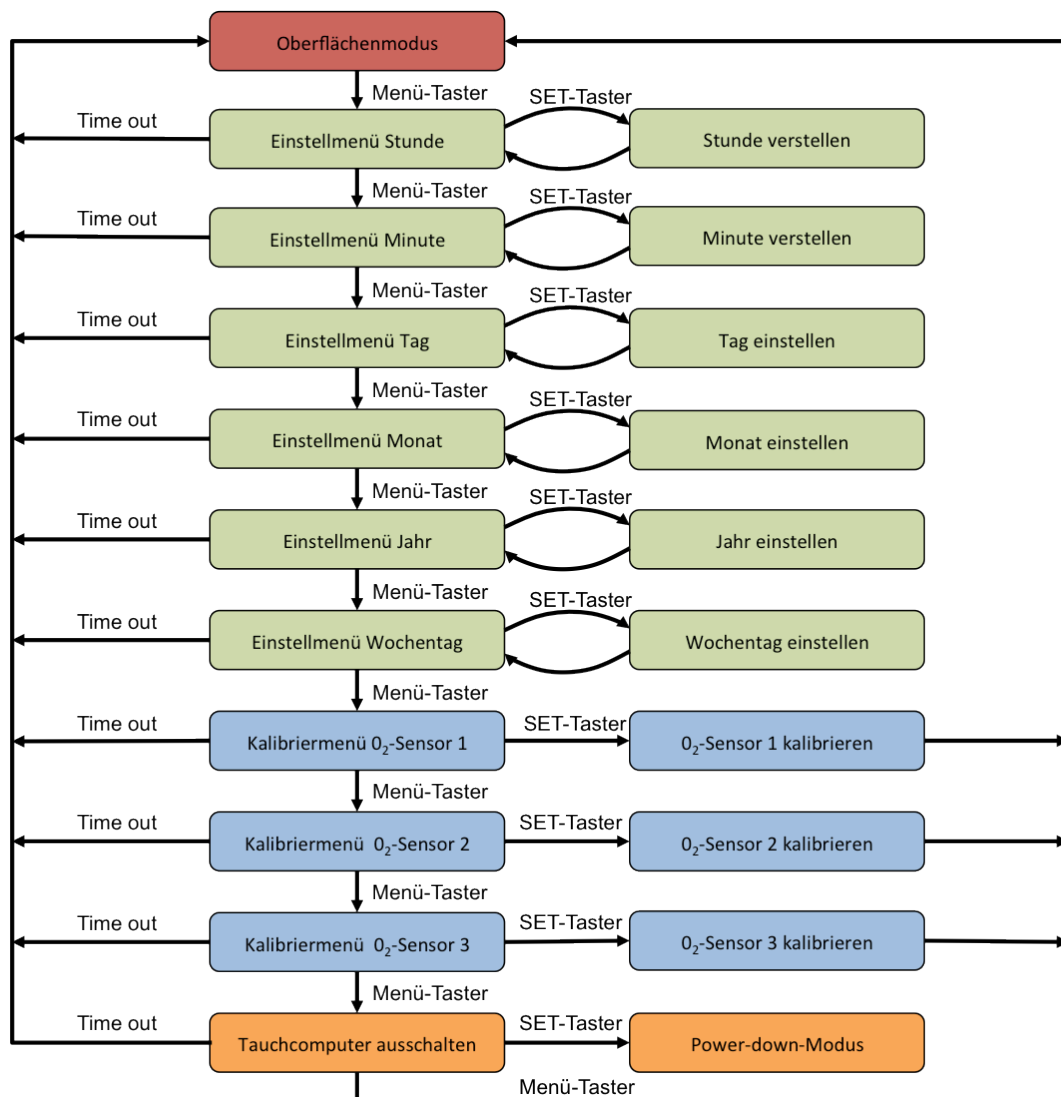 Oberflächenmodus
Menü-Taster
SET-Taster
Time out
Einstellmenü Stunde
Stunde verstellen
Menü-Taster
SET-Taster
Time out
Einstellmenü Minute
Minute verstellen
Menü-Taster
SET-Taster
Time out
Einstellmenü Tag
Tag einstellen
Menü-Taster
SET-Taster
Time out
Einstellmenü Monat
Monat einstellen
Menü-Taster
SET-Taster
Time out
Einstellmenü Jahr
Jahr einstellen
Menü-Taster
SET-Taster
Time out
Einstellmenü Wochentag
Wochentag einstellen
Menü-Taster
Time out
SET-Taster
Kalibriermenü 0₂-Sensor 1
0₂-Sensor 1 kalibrieren
Menü-Taster
Time out
SET-Taster
Kalibriermenü 0₂-Sensor 2
0₂-Sensor 2 kalibrieren
Menü-Taster
Time out
SET-Taster
Kalibriermenü 0₂-Sensor 3
0₂-Sensor 3 kalibrieren
Menü-Taster
Time out
SET-Taster
Tauchcomputer ausschalten
Power-down-Modus
Menü-Taster